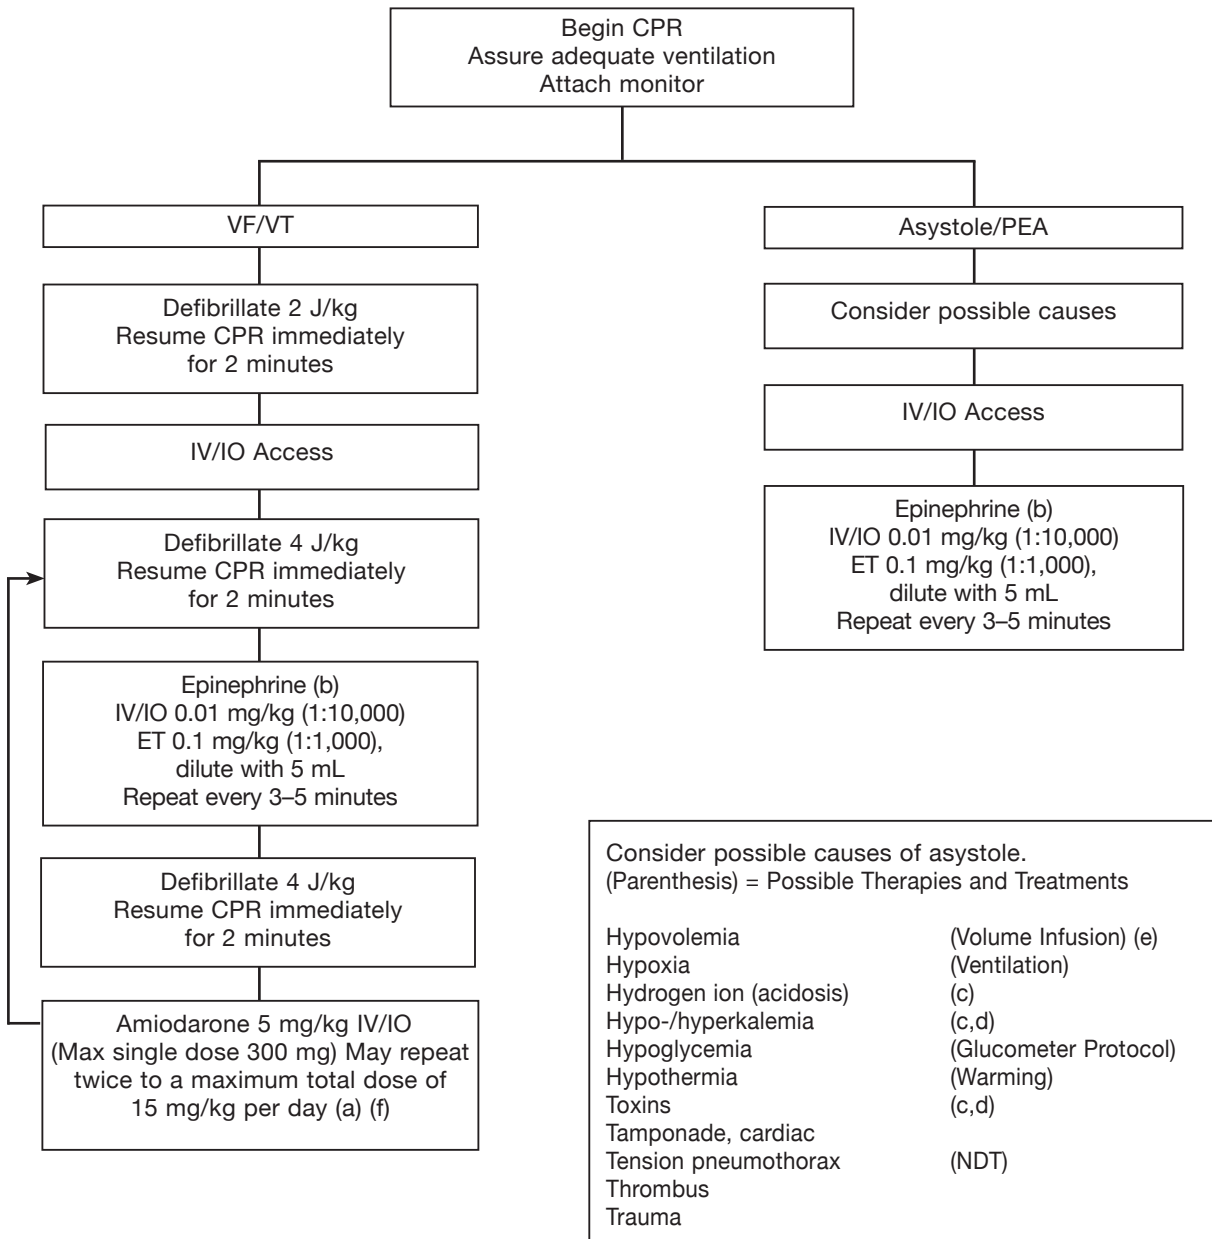 Begin CPR
Assure adequate ventilation
Attach monitor
VF/VT
Defibrillate 2 J/kg
Resume CPR immediately
for 2 minutes
IV/IO Access
Defibrillate 4 J/kg
Resume CPR immediately
for 2 minutes
Epinephrine (b)
IV/IO 0.01 mg/kg (1:10,000)
ET 0.1 mg/kg (1:1,000),
dilute with 5 mL
Repeat every 3–5 minutes
Defibrillate 4 J/kg
Resume CPR immediately
for 2 minutes
Amiodarone 5 mg/kg IV/IO
(Max single dose 300 mg) May repeat
twice to a maximum total dose of
15 mg/kg per day (a) (f)
Asystole/PEA
Consider possible causes
IV/IO Access
Epinephrine (b)
IV/IO 0.01 mg/kg (1:10,000)
ET 0.1 mg/kg (1:1,000),
dilute with 5 mL
Repeat every 3–5 minutes
Consider possible causes of asystole.
(Parenthesis) = Possible Therapies and Treatments
Hypovolemia (Volume Infusion) (e)
Hypoxia (Ventilation)
Hydrogen ion (acidosis) (c)
Hypo-/hyperkalemia (c,d)
Hypoglycemia (Glucometer Protocol)
Hypothermia (Warming)
Toxins (c,d)
Tamponade, cardiac
Tension pneumothorax (NDT)
Thrombus
Trauma